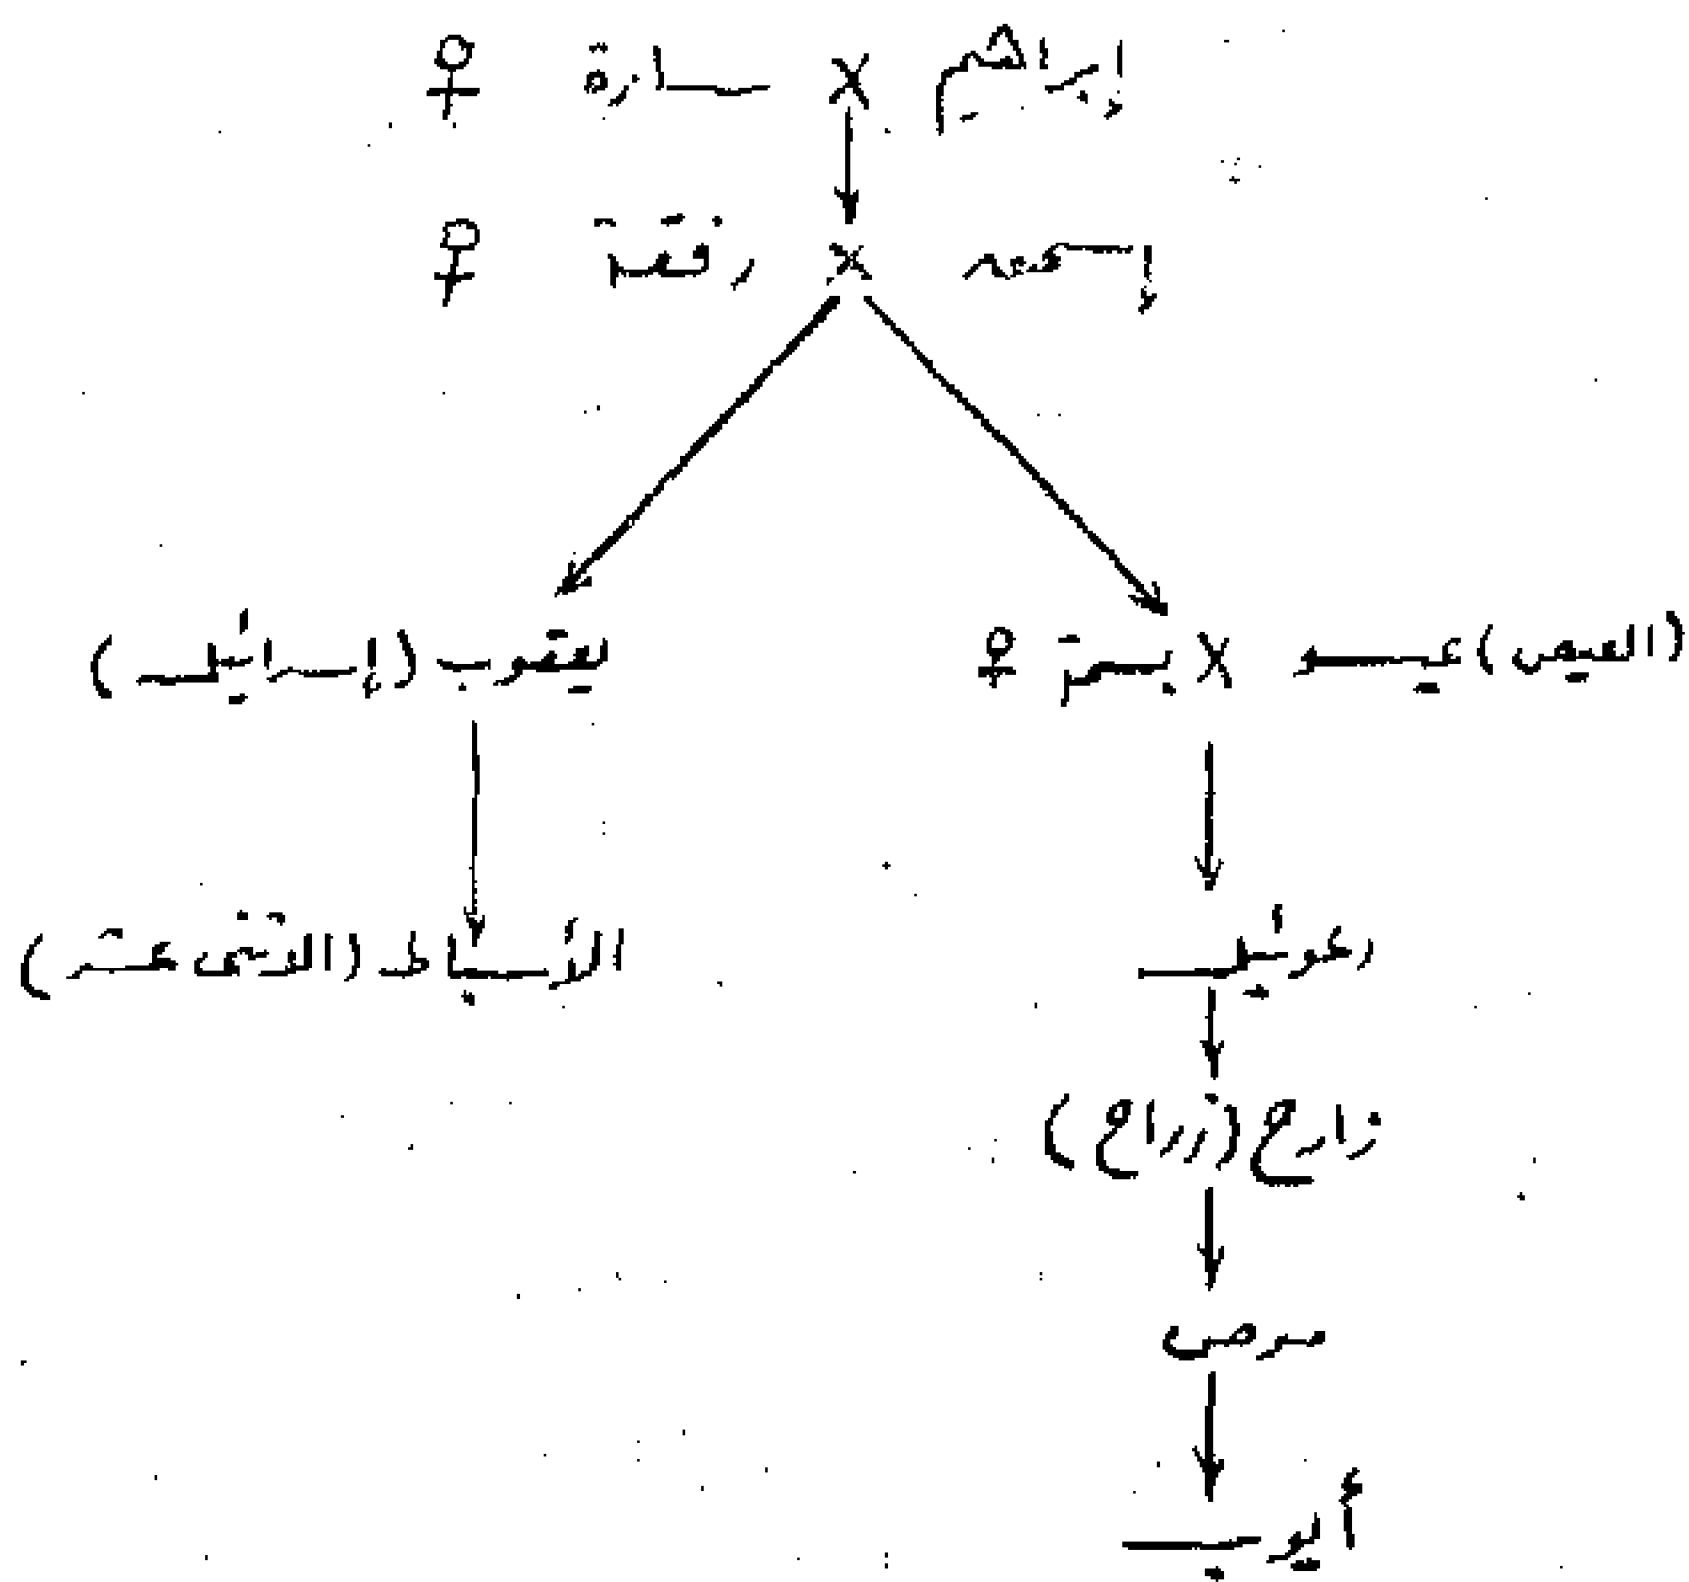 إبراهيم X سارة ♀
إسحق X رفقة ♀
(العيص) عيسو X بسمة ♀
يعقوب (إسرائيل)
رعوئيل
الأسباط (الاثنى عشر)
زارح (زراح)
موص
أيوب